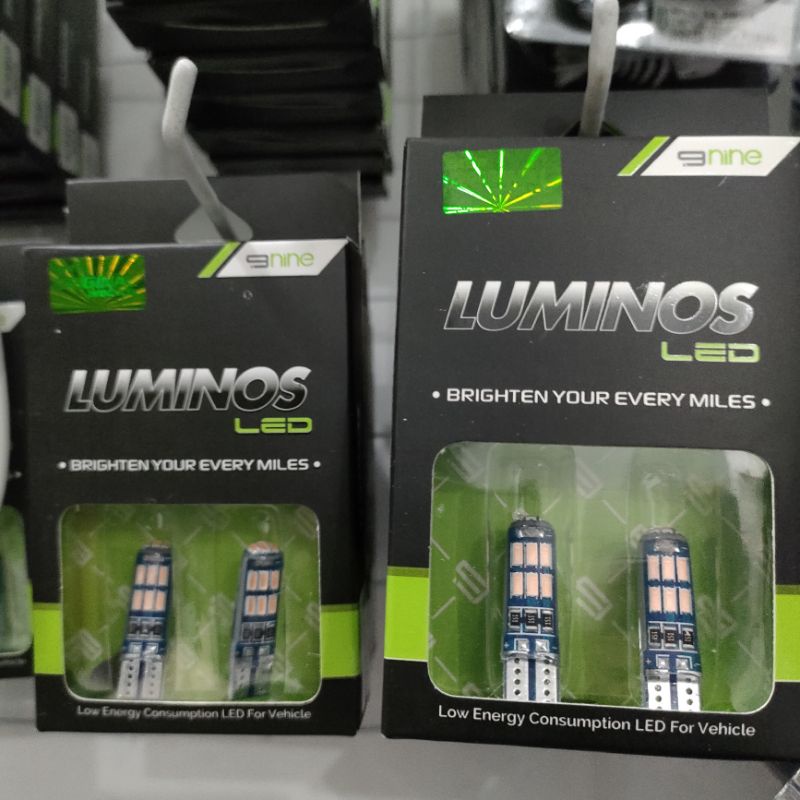 9nine
LUMINOS
LED
• BRIGHTEN YOUR EVERY MILES •
Low Energy Consumption LED For Vehicle
9nine
LUMINOS
LED
• BRIGHTEN YOUR EVERY MILES •
Low Energy Consumption LED For Vehicle